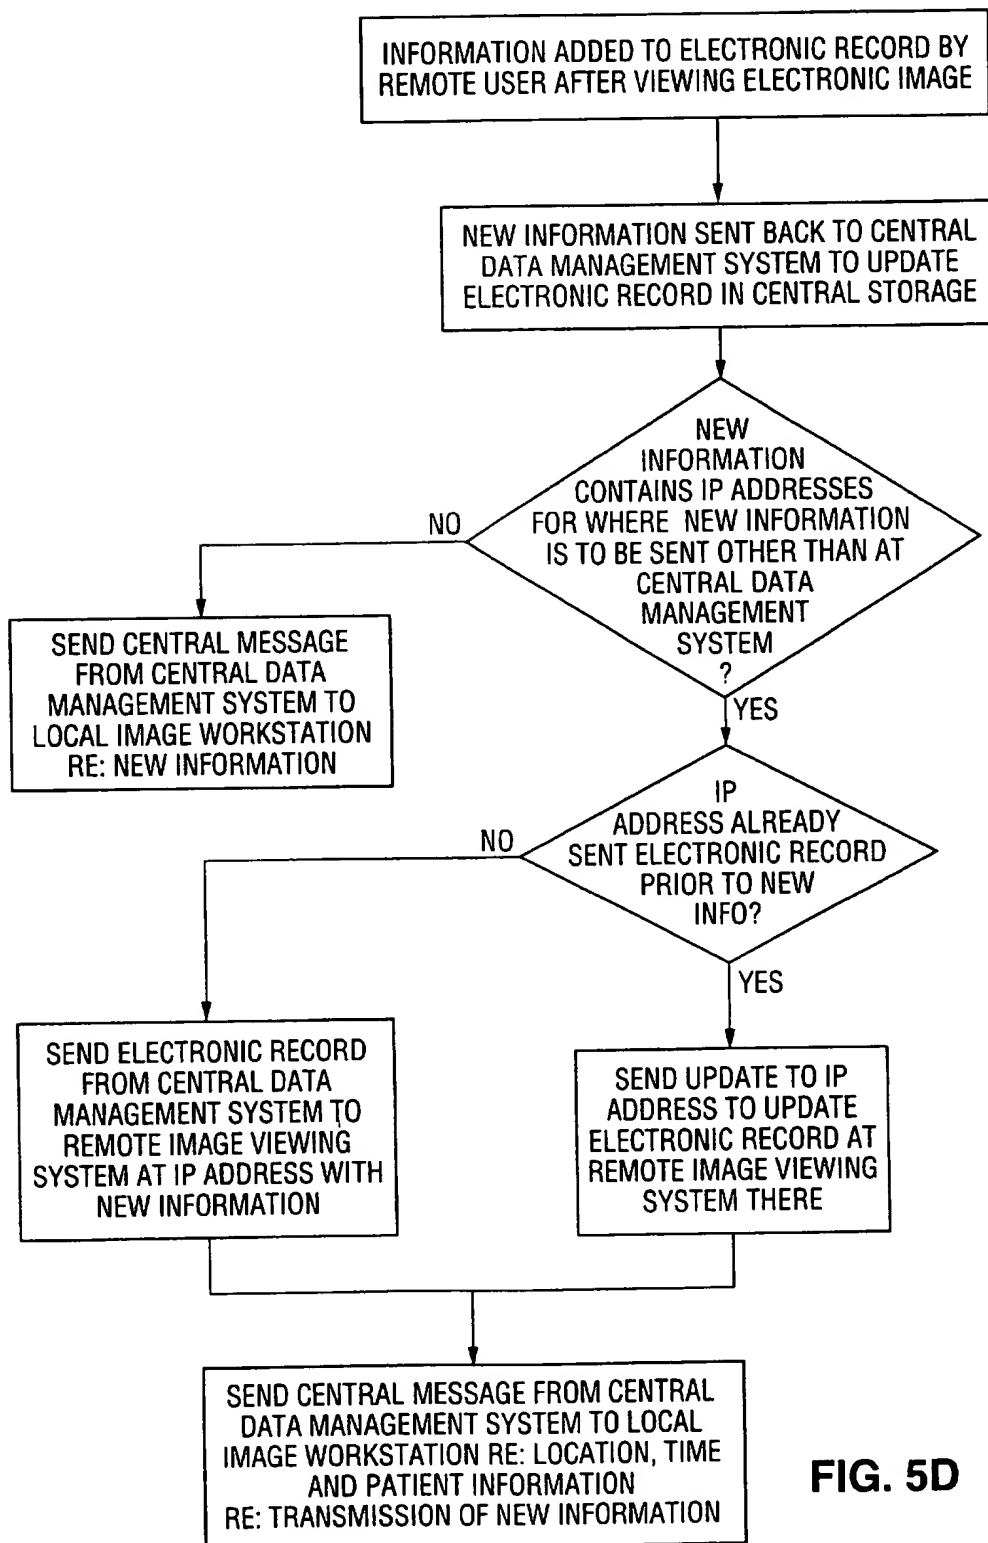 INFORMATION ADDED TO ELECTRONIC RECORD BY
REMOTE USER AFTER VIEWING ELECTRONIC IMAGE
NEW INFORMATION SENT BACK TO CENTRAL
DATA MANAGEMENT SYSTEM TO UPDATE
ELECTRONIC RECORD IN CENTRAL STORAGE
NEW
INFORMATION
CONTAINS IP ADDRESSES
FOR WHERE NEW INFORMATION
IS TO BE SENT OTHER THAN AT
CENTRAL DATA
MANAGEMENT
SYSTEM
?
NO
SEND CENTRAL MESSAGE
FROM CENTRAL DATA
MANAGEMENT SYSTEM TO
LOCAL IMAGE WORKSTATION
RE: NEW INFORMATION
YES
IP
ADDRESS ALREADY
SENT ELECTRONIC RECORD
PRIOR TO NEW
INFO?
NO
YES
SEND ELECTRONIC RECORD
FROM CENTRAL DATA
MANAGEMENT SYSTEM TO
REMOTE IMAGE VIEWING
SYSTEM AT IP ADDRESS WITH
NEW INFORMATION
SEND UPDATE TO IP
ADDRESS TO UPDATE
ELECTRONIC RECORD AT
REMOTE IMAGE VIEWING
SYSTEM THERE
SEND CENTRAL MESSAGE FROM CENTRAL
DATA MANAGEMENT SYSTEM TO LOCAL
IMAGE WORKSTATION RE: LOCATION, TIME
AND PATIENT INFORMATION
RE: TRANSMISSION OF NEW INFORMATION
FIG. 5D